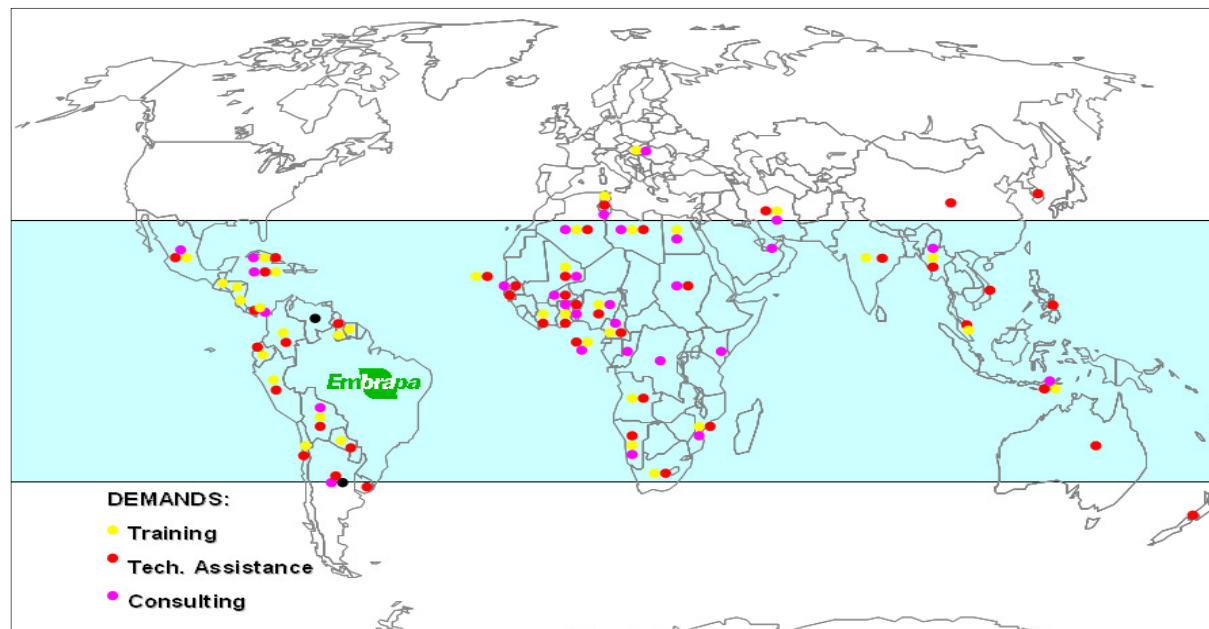 Embrapa
DEMANDS:
Training
Tech. Assistance
Consulting